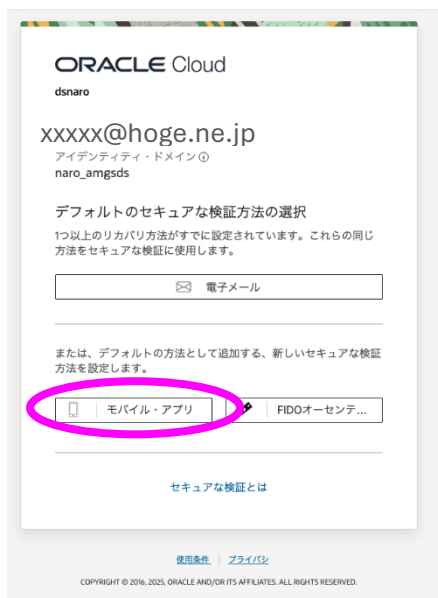 ORACLE Cloud
dsnaro
xxxxx@hoge.ne.jp
アイデンティティ・ドメイン
naro_amgsds
デフォルトのセキュアな検証方法の選択
1つ以上のリカバリ方法がすでに設定されています。これらの同じ
方法をセキュアな検証に使用します。
電子メール
または、デフォルトの方法として追加する、新しいセキュアな検証
方法を設定します。
モバイル・アプリ
FIDOオーセンテ...
セキュアな検証とは
使用条件 | プライバシ
COPYRIGHT © 2016, 2025, ORACLE AND/OR ITS AFFILIATES. ALL RIGHTS RESERVED.